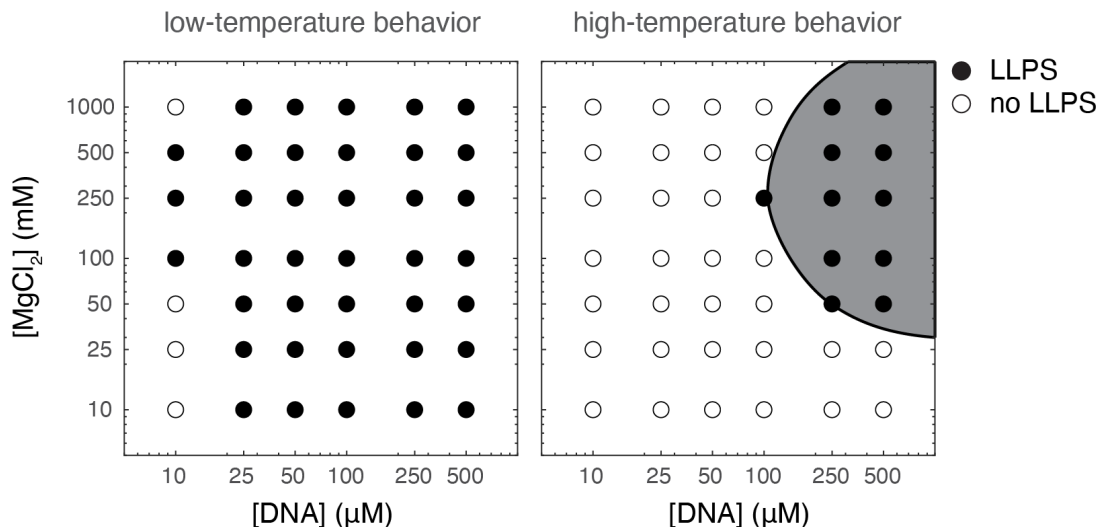 low-temperature behavior
high-temperature behavior
LLPS
no LLPS
1000
500
250
100
50
25
10
[MgCl2] (mM)
10 25 50 100 250 500
10 25 50 100 250 500
[DNA] (μM)
[DNA] (μM)